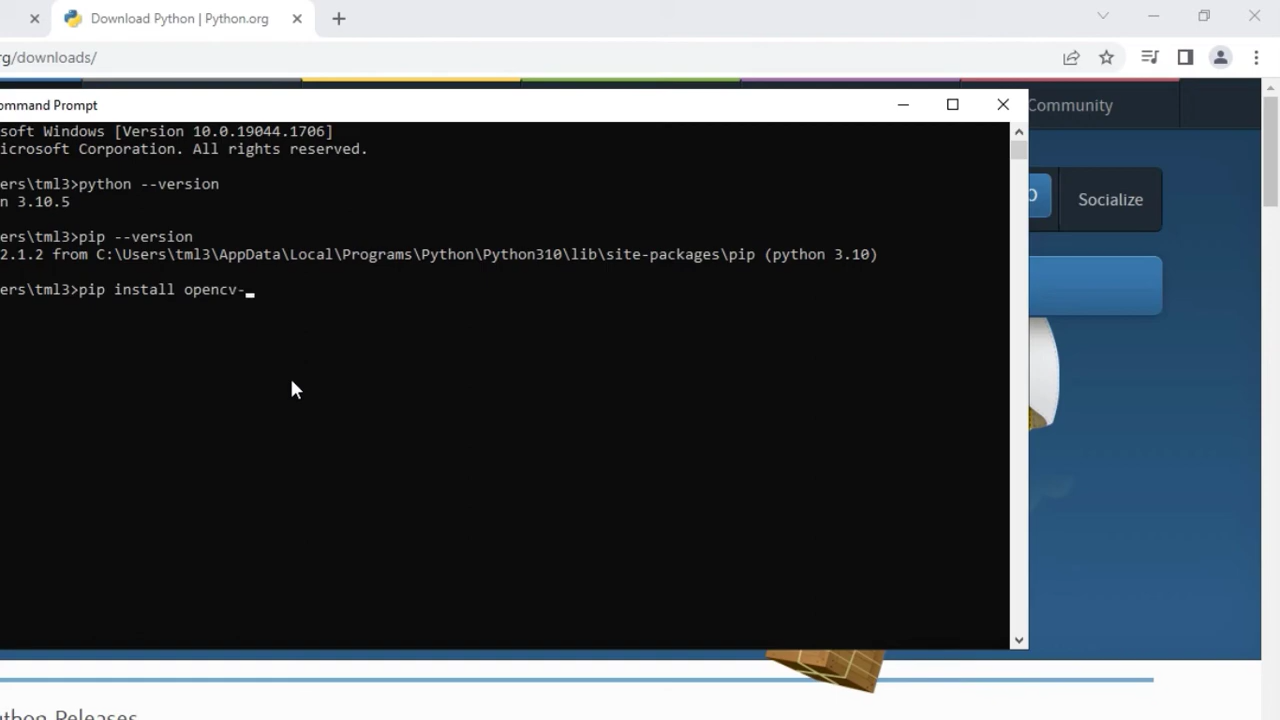 Download Python | Python.org
rg/downloads/
ommand Prompt
Community
soft Windows [Version 10.0.19044.1706]
icrosoft Corporation. All rights reserved.
ers\tml3>python --version
n 3.10.5
Socialize
ers\tml3>pip --version
2.1.2 from C:\Users\tml3\AppData\Local\Programs\Python\Python310\lib\site-packages\pip (python 3.10)
ers\tml3>pip install opencv-_
ython Releases